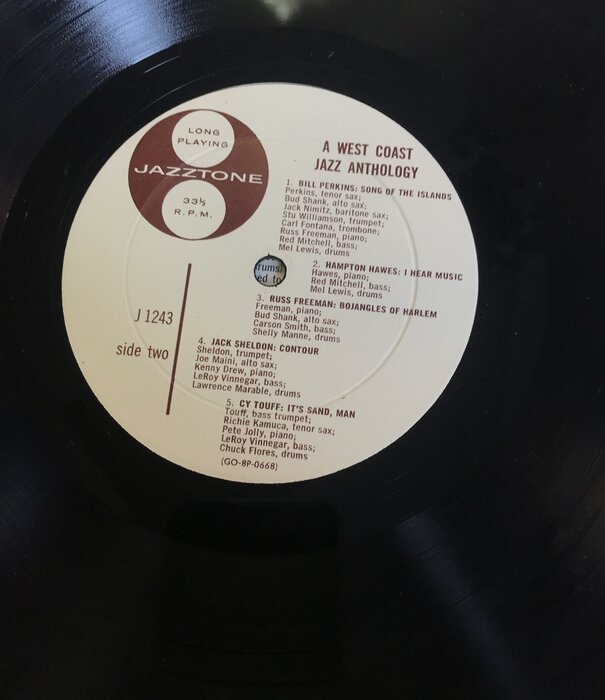 LONG
PLAYING
JAZZTONE
33⅓
R.P.M.
A WEST COAST
JAZZ ANTHOLOGY
1. BILL PERKINS: SONG OF THE ISLANDS
Perkins, tenor sax;
Bud Shank, alto sax;
Jack Nimitz, baritone sax;
Stu Williamson, trumpet;
Carl Fontana, trombone;
Russ Freeman, piano;
Red Mitchell, bass;
Mel Lewis, drums
2. HAMPTON HAWES: I HEAR MUSIC
Hawes, piano;
Red Mitchell, bass;
Mel Lewis, drums
rums)
ed to
3. RUSS FREEMAN: BOJANGLES OF HARLEM
Freeman, piano;
Bud Shank, alto sax;
Carson Smith, bass;
Shelly Manne, drums
J 1243
side two
4. JACK SHELDON: CONTOUR
Sheldon, trumpet;
Joe Maini, alto sax;
Kenny Drew, piano;
LeRoy Vinnegar, bass;
Lawrence Marable, drums
5. CY TOUFF: IT'S SAND, MAN
Touff, bass trumpet;
Richie Kamuca, tenor sax;
Pete Jolly, piano;
LeRoy Vinnegar, bass;
Chuck Flores, drums
(GO-8P-0668)